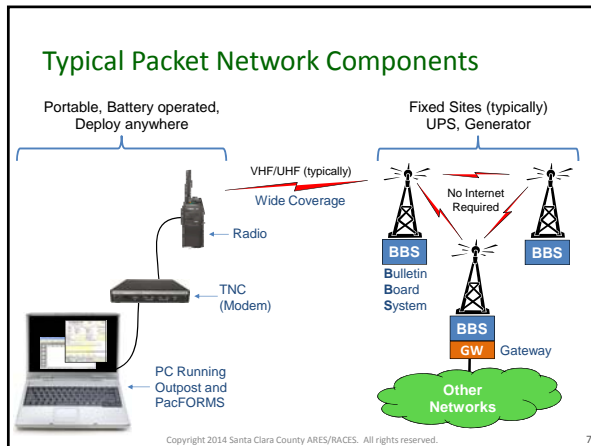 Typical Packet Network Components
Portable, Battery operated,
Deploy anywhere
Fixed Sites (typically)
UPS, Generator
VHF/UHF (typically)
Wide Coverage
No Internet
Required
Radio
BBS
BBS
Bulletin
Board
System
TNC
(Modem)
BBS
GW
Gateway
PC Running
Outpost and
PacFORMS
Other
Networks
Copyright 2014 Santa Clara County ARES/RACES. All rights reserved.
7